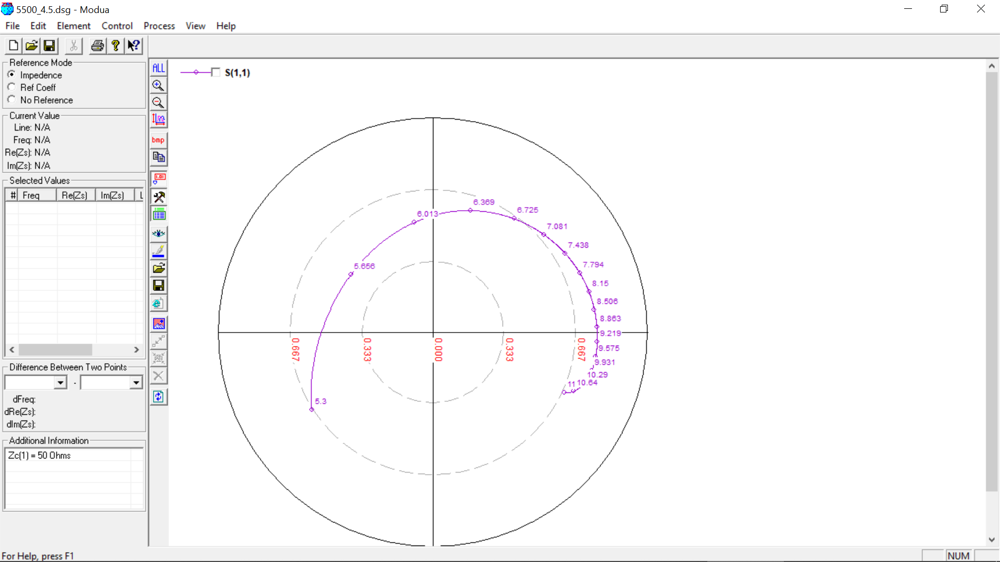 5500_4.5.dsg - Modua
File Edit Element Control Process View Help
Reference Mode
Impedence
Ref Coeff
No Reference
Current Value
Line: N/A
Freq: N/A
Re(Zs): N/A
Im(Zs): N/A
Selected Values
# Freq Re(Zs) Im(Zs) L
Difference Between Two Points
-
dFreq:
dRe(Zs):
dIm(Zs):
Additional Information
Zc(1) = 50 Ohms
ALL
bmp
1.01
S(1,1)
6.369
6.013
6.725
7.081
7.438
5.656
7.794
8.15
8.506
8.863
9.219
0.667 0.333 0.000 0.333 0.667
9.575
9.931
10.29
11 10.64
5.3
For Help, press F1
NUM